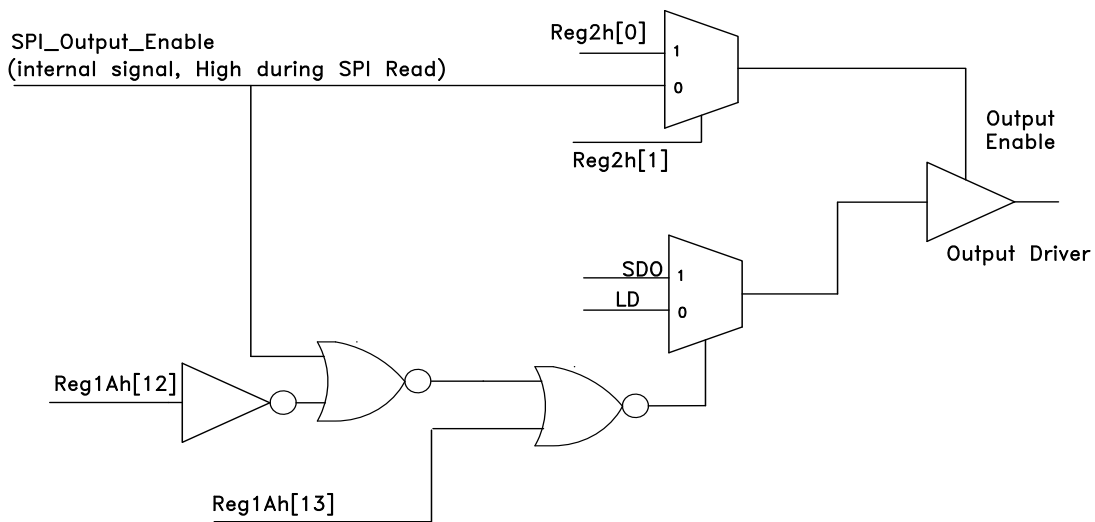 SPI_Output_Enable
(internal signal, High during SPI Read)
Reg2h[0]
1
0
Reg2h[1]
Output
Enable
Output Driver
SDO
1
LD
0
Reg1Ah[12]
Reg1Ah[13]